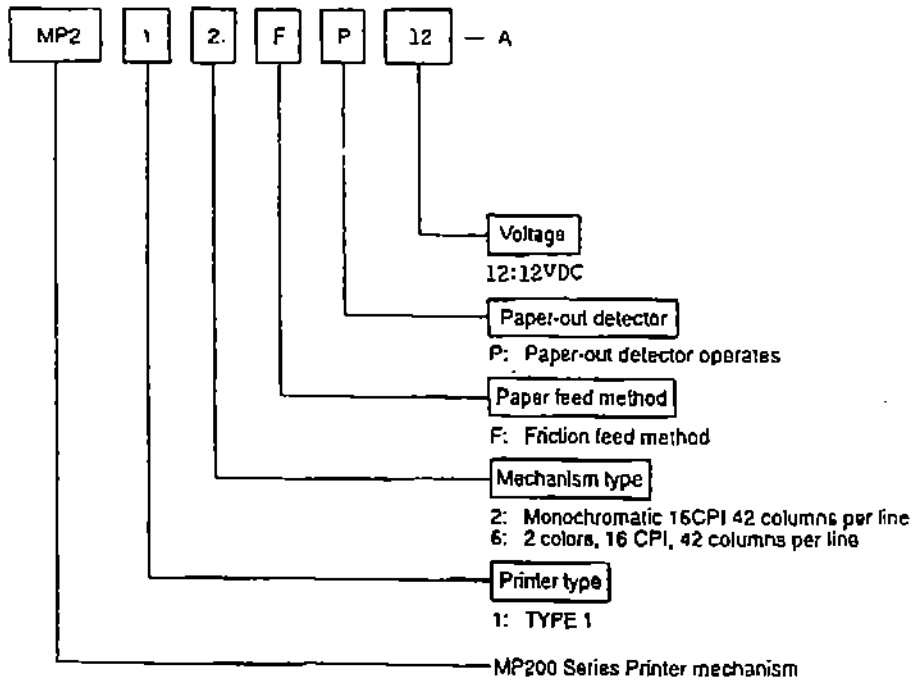 MP2 1 2. F P 12 — A
Voltage
12:12VDC
Paper-out detector
P: Paper-out detector operates
Paper feed method
F: Friction feed method
Mechanism type
2: Monochromatic 16CPI 42 columns per line
6: 2 colors, 16 CPI, 42 columns per line
Printer type
1: TYPE 1
MP200 Series Printer mechanism